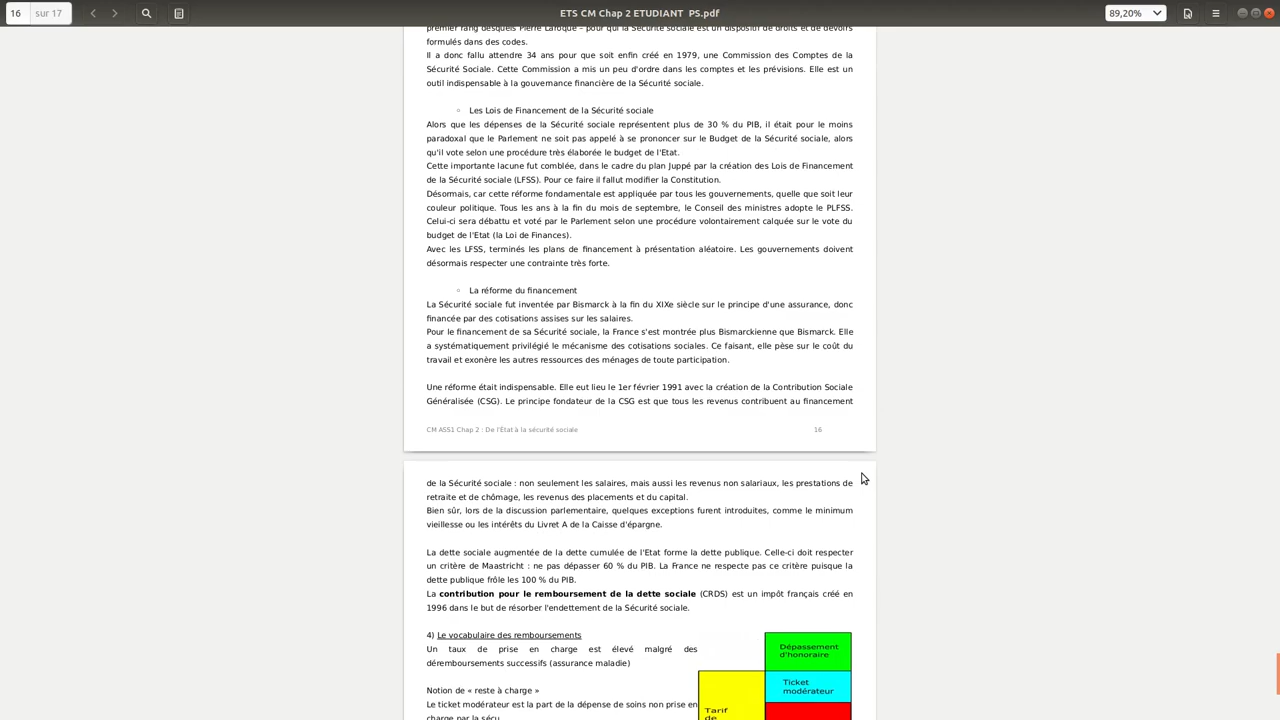 16 sur 17
ETS CM Chap 2 ETUDIANT PS.pdf
89,20%
premier rang desquels Pierre Laroque – pour qui la Sécurité sociale est un dispositif de droits et de devoirs
formulés dans des codes.
Il a donc fallu attendre 34 ans pour que soit enfin créé en 1979, une Commission des Comptes de la
Sécurité Sociale. Cette Commission a mis un peu d'ordre dans les comptes et les prévisions. Elle est un
outil indispensable à la gouvernance financière de la Sécurité sociale.
◦ Les Lois de Financement de la Sécurité sociale
Alors que les dépenses de la Sécurité sociale représentent plus de 30 % du PIB, il était pour le moins
paradoxal que le Parlement ne soit pas appelé à se prononcer sur le Budget de la Sécurité sociale, alors
qu'il vote selon une procédure très élaborée le budget de l'Etat.
Cette importante lacune fut comblée, dans le cadre du plan Juppé par la création des Lois de Financement
de la Sécurité sociale (LFSS). Pour ce faire il fallut modifier la Constitution.
Désormais, car cette réforme fondamentale est appliquée par tous les gouvernements, quelle que soit leur
couleur politique. Tous les ans à la fin du mois de septembre, le Conseil des ministres adopte le PLFSS.
Celui-ci sera débattu et voté par le Parlement selon une procédure volontairement calquée sur le vote du
budget de l'Etat (la Loi de Finances).
Avec les LFSS, terminés les plans de financement à présentation aléatoire. Les gouvernements doivent
désormais respecter une contrainte très forte.
◦ La réforme du financement
La Sécurité sociale fut inventée par Bismarck à la fin du XIXe siècle sur le principe d'une assurance, donc
financée par des cotisations assises sur les salaires.
Pour le financement de sa Sécurité sociale, la France s'est montrée plus Bismarckienne que Bismarck. Elle
a systématiquement privilégié le mécanisme des cotisations sociales. Ce faisant, elle pèse sur le coût du
travail et exonère les autres ressources des ménages de toute participation.
Une réforme était indispensable. Elle eut lieu le 1er février 1991 avec la création de la Contribution Sociale
Généralisée (CSG). Le principe fondateur de la CSG est que tous les revenus contribuent au financement
CM ASS1 Chap 2 : De l'État à la sécurité sociale 16
de la Sécurité sociale : non seulement les salaires, mais aussi les revenus non salariaux, les prestations de
retraite et de chômage, les revenus des placements et du capital.
Bien sûr, lors de la discussion parlementaire, quelques exceptions furent introduites, comme le minimum
vieillesse ou les intérêts du Livret A de la Caisse d'épargne.
La dette sociale augmentée de la dette cumulée de l'Etat forme la dette publique. Celle-ci doit respecter
un critère de Maastricht : ne pas dépasser 60 % du PIB. La France ne respecte pas ce critère puisque la
dette publique frôle les 100 % du PIB.
La contribution pour le remboursement de la dette sociale (CRDS) est un impôt français créé en
1996 dans le but de résorber l'endettement de la Sécurité sociale.
4) Le vocabulaire des remboursements
Un taux de prise en charge est élevé malgré des
déremboursements successifs (assurance maladie)
Notion de « reste à charge »
Le ticket modérateur est la part de la dépense de soins non prise en
charge par la sécu
Dépassement
d'honoraire
Ticket
modérateur
Tarif
de